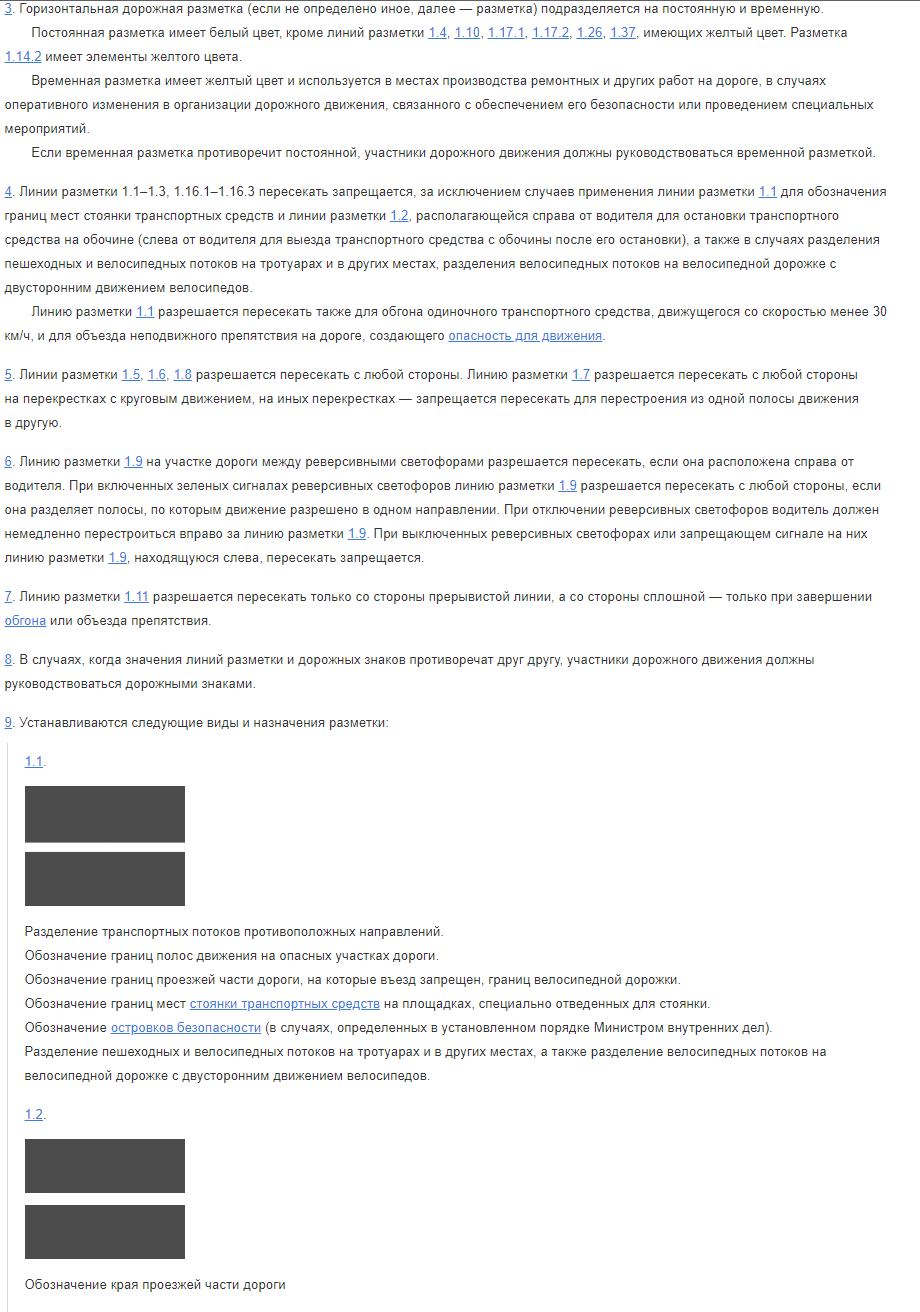 3. Горизонтальная дорожная разметка (если не определено иное, далее — разметка) подразделяется на постоянную и временную.
Постоянная разметка имеет белый цвет, кроме линий разметки 1.4, 1.10, 1.17.1, 1.17.2, 1.26, 1.37, имеющих желтый цвет. Разметка
1.14.2 имеет элементы желтого цвета.
Временная разметка имеет желтый цвет и используется в местах производства ремонтных и других работ на дороге, в случаях
оперативного изменения в организации дорожного движения, связанного с обеспечением его безопасности или проведением специальных
мероприятий.
Если временная разметка противоречит постоянной, участники дорожного движения должны руководствоваться временной разметкой.
4. Линии разметки 1.1–1.3, 1.16.1–1.16.3 пересекать запрещается, за исключением случаев применения линии разметки 1.1 для обозначения
границ мест стоянки транспортных средств и линии разметки 1.2, располагающейся справа от водителя для остановки транспортного
средства на обочине (слева от водителя для выезда транспортного средства с обочины после его остановки), а также в случаях разделения
пешеходных и велосипедных потоков на тротуарах и в других местах, разделения велосипедных потоков на велосипедной дорожке с
двусторонним движением велосипедов.
Линию разметки 1.1 разрешается пересекать также для обгона одиночного транспортного средства, движущегося со скоростью менее 30
км/ч, и для объезда неподвижного препятствия на дороге, создающего опасность для движения.
5. Линии разметки 1.5, 1.6, 1.8 разрешается пересекать с любой стороны. Линию разметки 1.7 разрешается пересекать с любой стороны
на перекрестках с круговым движением, на иных перекрестках — запрещается пересекать для перестроения из одной полосы движения
в другую.
6. Линию разметки 1.9 на участке дороги между реверсивными светофорами разрешается пересекать, если она расположена справа от
водителя. При включенных зеленых сигналах реверсивных светофоров линию разметки 1.9 разрешается пересекать с любой стороны, если
она разделяет полосы, по которым движение разрешено в одном направлении. При отключении реверсивных светофоров водитель должен
немедленно перестроиться вправо за линию разметки 1.9. При выключенных реверсивных светофорах или запрещающем сигнале на них
линию разметки 1.9, находящуюся слева, пересекать запрещается.
7. Линию разметки 1.11 разрешается пересекать только со стороны прерывистой линии, а со стороны сплошной — только при завершении
обгона или объезда препятствия.
8. В случаях, когда значения линий разметки и дорожных знаков противоречат друг другу, участники дорожного движения должны
руководствоваться дорожными знаками.
9. Устанавливаются следующие виды и назначения разметки:
1.1.
Разделение транспортных потоков противоположных направлений.
Обозначение границ полос движения на опасных участках дороги.
Обозначение границ проезжей части дороги, на которые въезд запрещен, границ велосипедной дорожки.
Обозначение границ мест стоянки транспортных средств на площадках, специально отведенных для стоянки.
Обозначение островков безопасности (в случаях, определенных в установленном порядке Министром внутренних дел).
Разделение пешеходных и велосипедных потоков на тротуарах и в других местах, а также разделение велосипедных потоков на
велосипедной дорожке с двусторонним движением велосипедов.
1.2.
Обозначение края проезжей части дороги